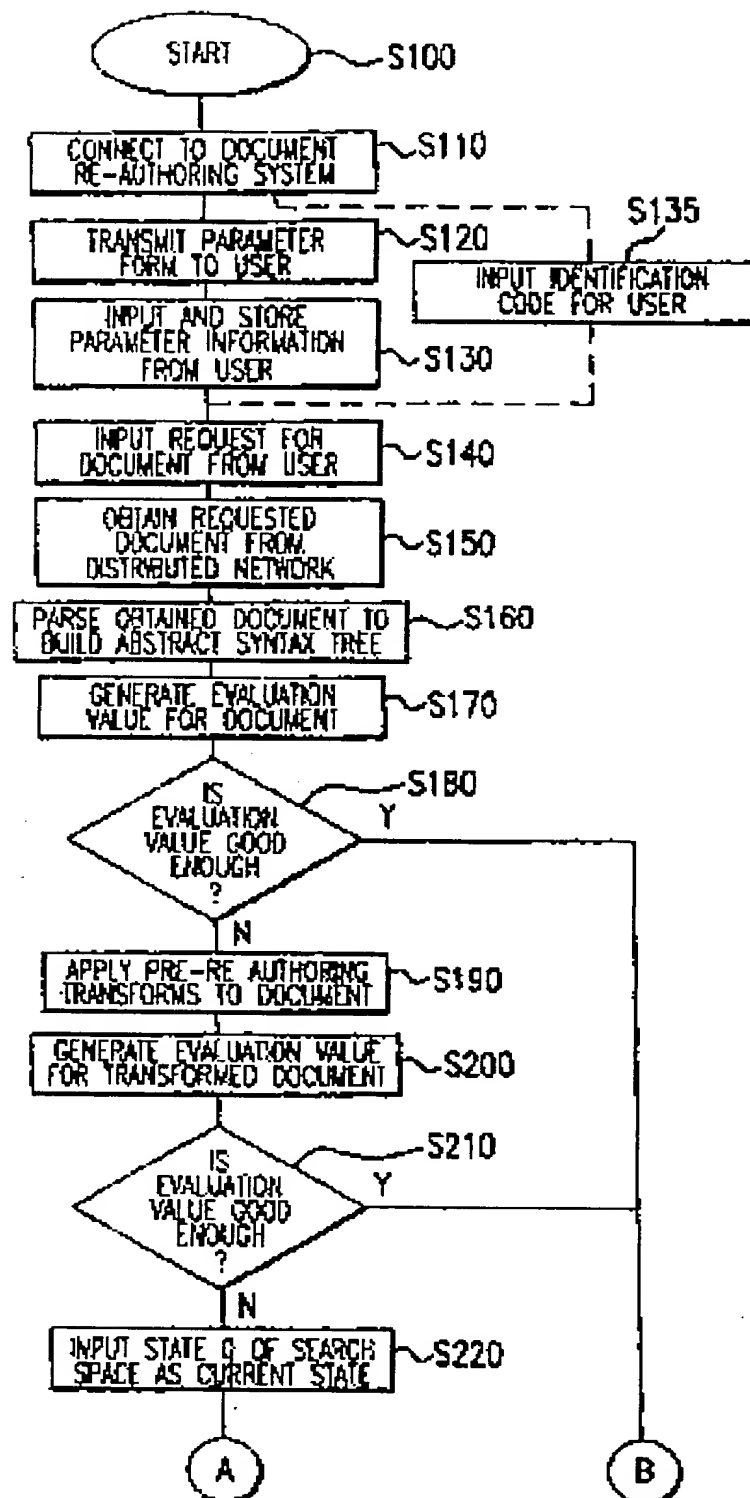 START
S100
CONNECT TO DOCUMENT
RE-AUTHORING SYSTEM
S110
TRANSMIT PARAMETER
FORM TO USER
S120
S135
INPUT IDENTIFICATION
CODE FOR USER
INPUT AND STORE
PARAMETER INFORMATION
FROM USER
S130
INPUT REQUEST FOR
DOCUMENT FROM USER
S140
OBTAIN REQUESTED
DOCUMENT FROM
DISTRIBUTED NETWORK
S150
PARSE OBTAINED DOCUMENT TO
BUILD ABSTRACT SYNTAX TREE
S160
GENERATE EVALUATION
VALUE FOR DOCUMENT
S170
IS
EVALUATION
VALUE GOOD
ENOUGH
?
S180
Y
N
APPLY PRE-RE AUTHORING
TRANSFORMS TO DOCUMENT
S190
GENERATE EVALUATION VALUE
FOR TRANSFORMED DOCUMENT
S200
IS
EVALUATION
VALUE GOOD
ENOUGH
?
S210
Y
N
INPUT STATE OF SEARCH
SPACE AS CURRENT STATE
S220
A
B